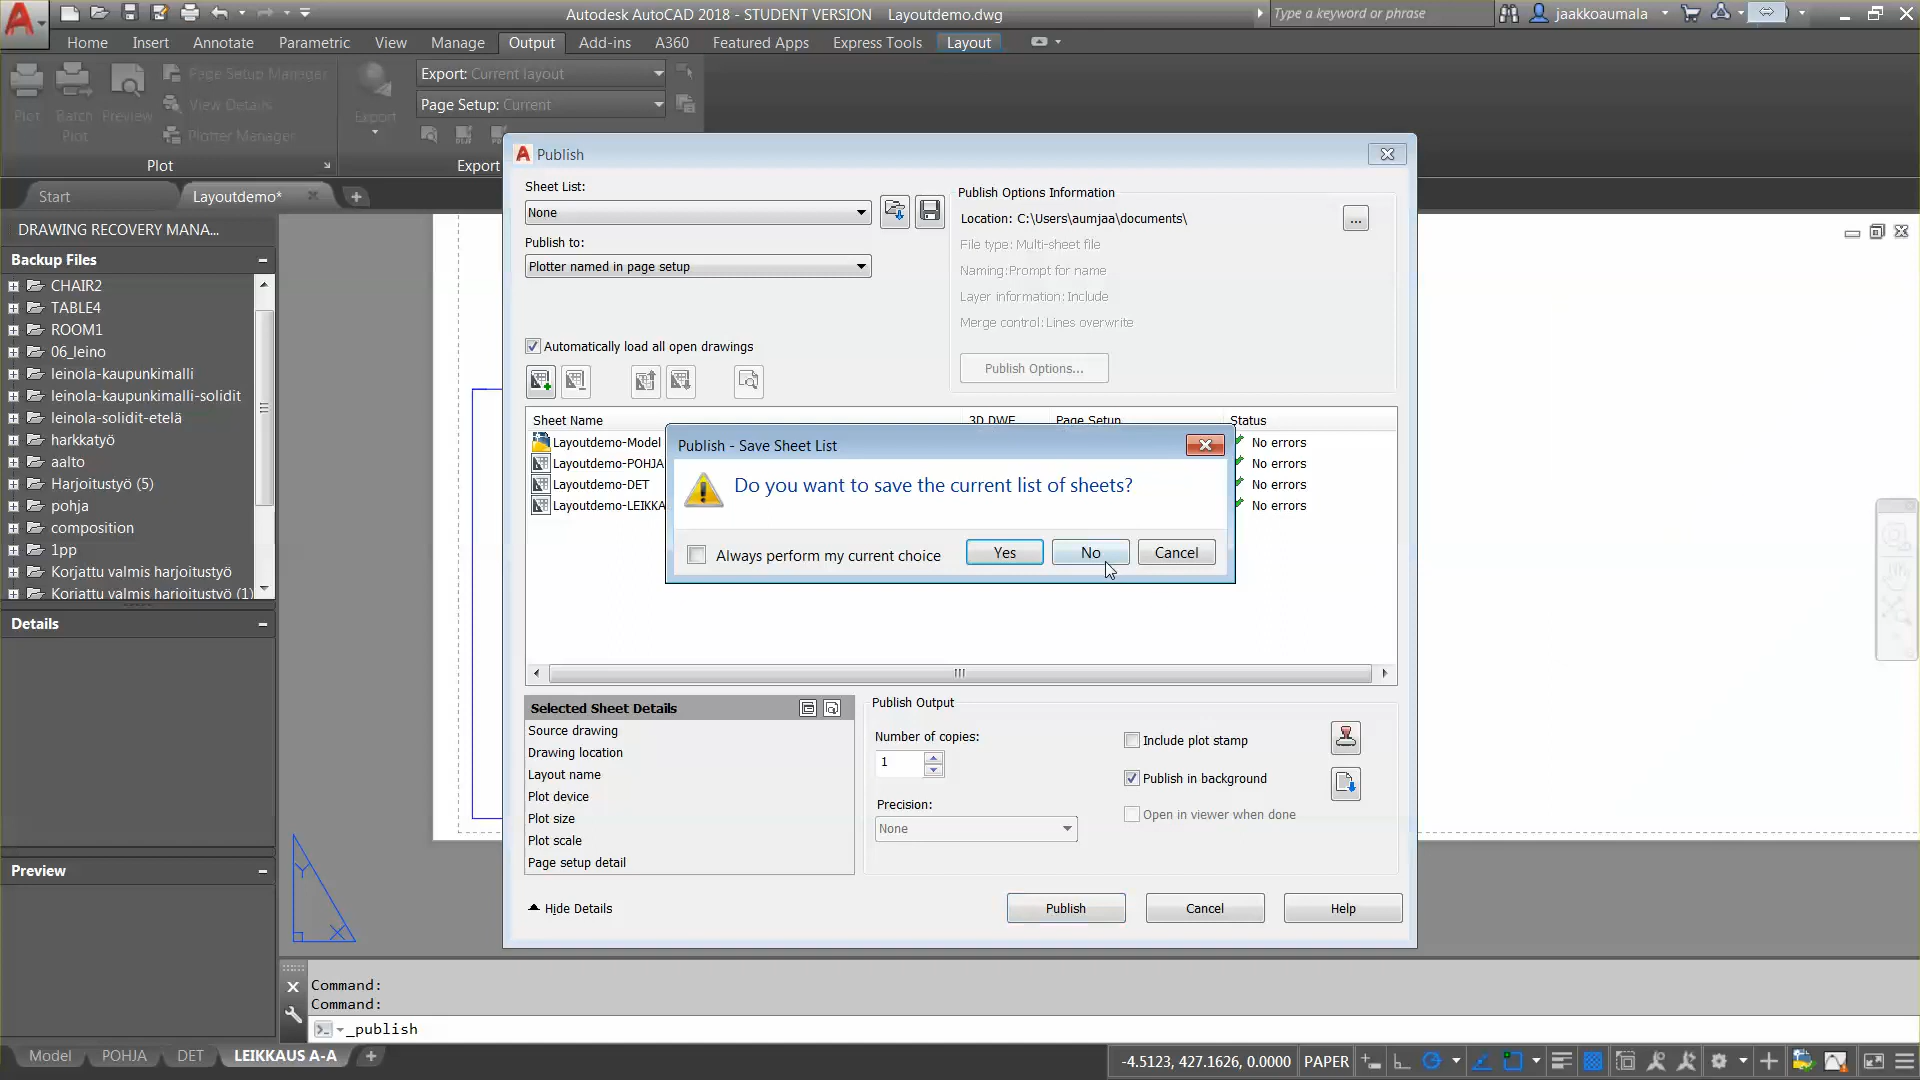 Autodesk AutoCAD 2018 - STUDENT VERSION Layoutdemo.dwg
Type a keyword or phrase
jaakkoaumala
Home Insert Annotate Parametric View Manage Output Add-ins A360 Featured Apps Express Tools Layout
Plot
Batch Plot
Preview
Page Setup Manager
View Details
Plotter Manager
Export
Export: Current layout
Page Setup: Current
Plot
Export
Start
Layoutdemo*
DRAWING RECOVERY MANA...
Backup Files
CHAIR2
TABLE4
ROOM1
06_leino
leinola-kaupunkimalli
leinola-kaupunkimalli-solidit
leinola-solidit-etelä
harkkatyö
aalto
Harjoitustyö (5)
pohja
composition
1pp
Korjattu valmis harjoitustyö
Korjattu valmis harjoitustyö (1)
Details
Preview
Publish
Sheet List:
None
Publish to:
Plotter named in page setup
Automatically load all open drawings
Publish Options Information
Location: C:\Users\aumjaa\documents\
...
File type: Multi-sheet file
Naming:Prompt for name
Layer information: Include
Merge control: Lines overwrite
Publish Options...
Sheet Name 3D DWF Page Setup Status
Layoutdemo-Model No errors
Layoutdemo-POHJA No errors
Layoutdemo-DET No errors
Layoutdemo-LEIKKA No errors
Publish - Save Sheet List
Do you want to save the current list of sheets?
Always perform my current choice
Yes No Cancel
Selected Sheet Details
Source drawing
Drawing location
Layout name
Plot device
Plot size
Plot scale
Page setup detail
Publish Output
Number of copies:
1
Precision:
None
Include plot stamp
Publish in background
Open in viewer when done
Hide Details
Publish Cancel Help
Y
X
Command:
Command:
_publish
Model POHJA DET LEIKKAUS A-A
-4.5123, 427.1626, 0.0000 PAPER